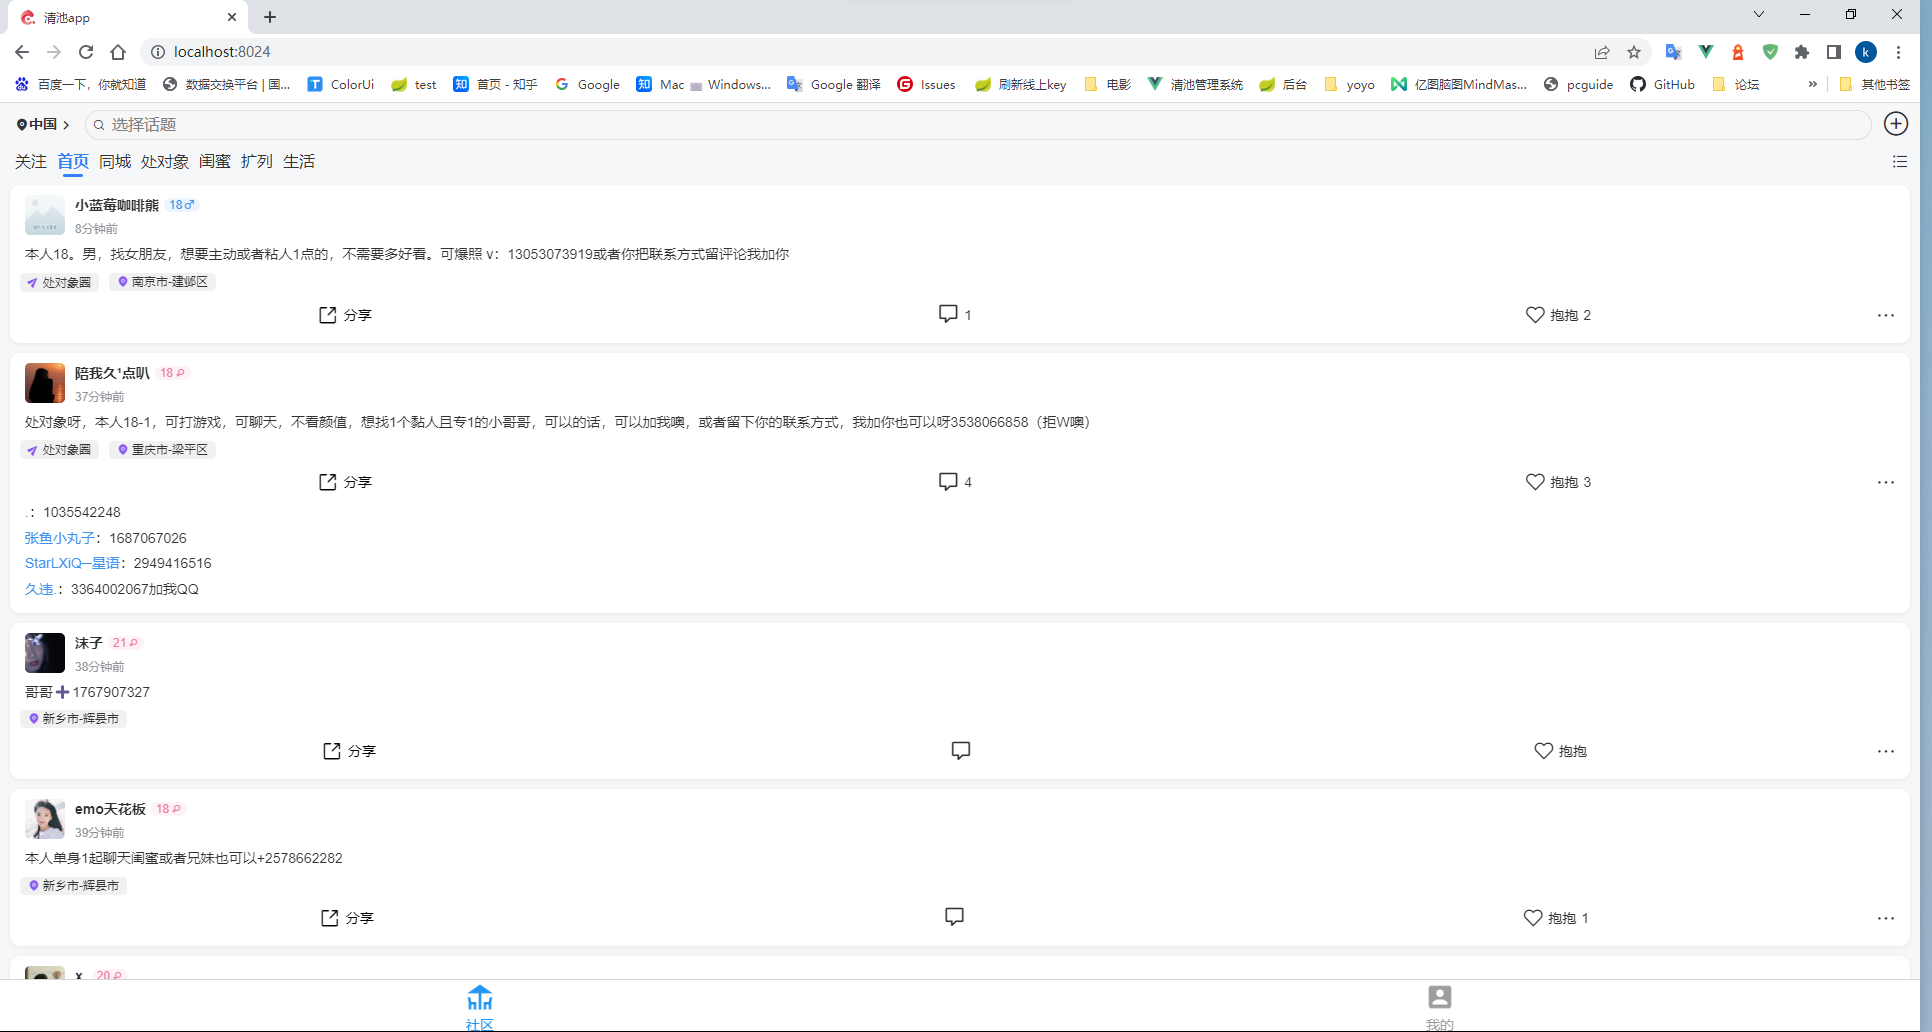 清池app
localhost:8024
百度一下，你就知道 数据交换平台 | 国... ColorUi test 首页 - 知乎 Google Mac Windows... Google 翻译 Issues 刷新线上key 电影 清池管理系统 后台 yoyo 亿图脑图MindMas... pcguide GitHub 论坛 » 其他书签
中国 选择话题
关注 首页 同城 处对象 闺蜜 扩列 生活
小蓝莓咖啡熊 18♂
8分钟前
本人18。男，找女朋友，想要主动或者粘人1点的，不需要多好看。可爆照 v：13053073919或者你把联系方式留评论我加你
处对象圈 南京市-建邺区
分享 1 抱抱 2
陪我久¹点叭 18♀
37分钟前
处对象呀，本人18-1，可打游戏，可聊天，不看颜值，想找1个黏人且专1的小哥哥，可以的话，可以加我噢，或者留下你的联系方式，我加你也可以呀3538066858（拒W噢）
处对象圈 重庆市-梁平区
分享 4 抱抱 3
.：1035542248
张鱼小丸子：1687067026
StarLXiQ─星语：2949416516
久违.：3364002067加我QQ
沫子 21♀
38分钟前
哥哥➕1767907327
新乡市-辉县市
分享 抱抱
emo天花板 18♀
39分钟前
本人单身1起聊天闺蜜或者兄妹也可以+2578662282
新乡市-辉县市
分享 抱抱 1
x 20♀
社区 我的